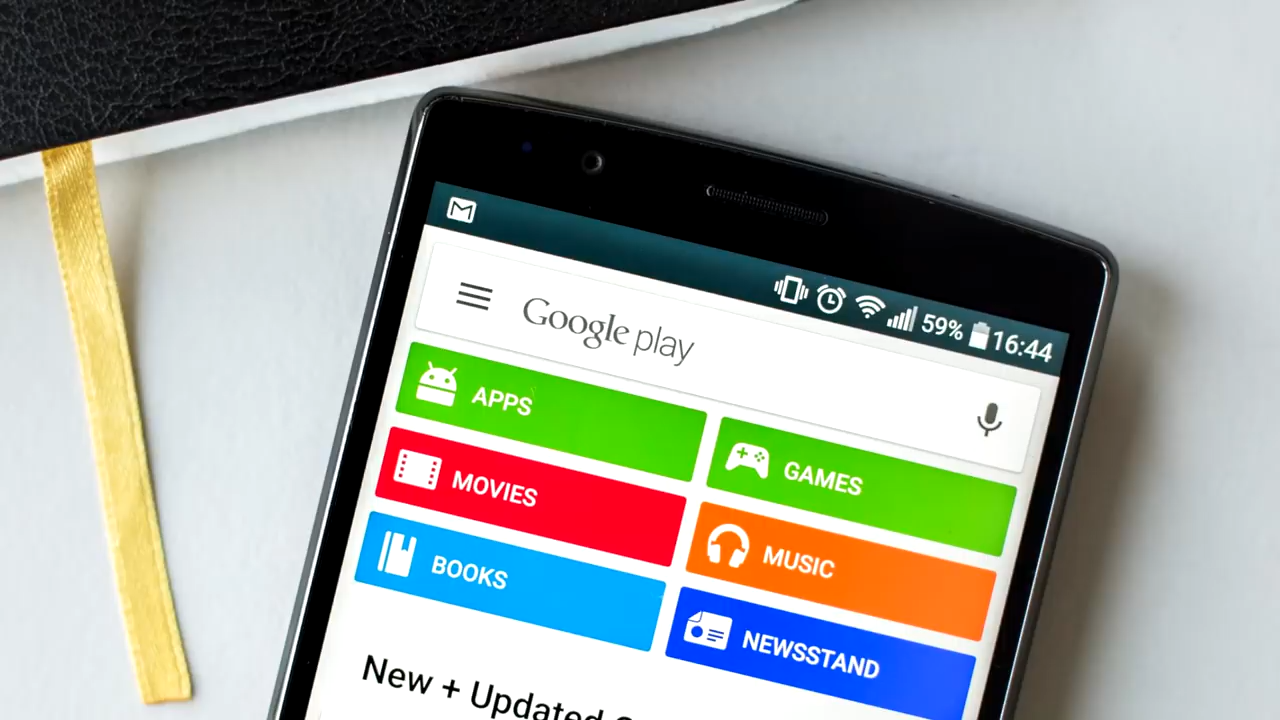 59% 16:44
Google play
APPS
GAMES
MOVIES
MUSIC
BOOKS
NEWSSTAND
New + Updated